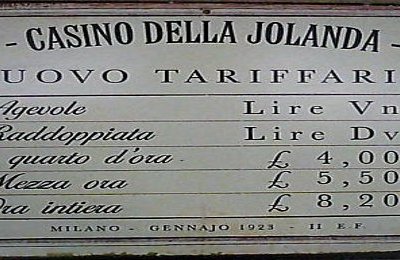 - CASINO DELLA JOLANDA -
UOVO TARIFFARI
Agevole Lire Vn
Raddoppiata Lire Dv
quarto d'ora £ 4,00
Mezza ora £ 5,50
Ora intiera £ 8,20
MILANO - GENNAJO 1923 - II E.F.